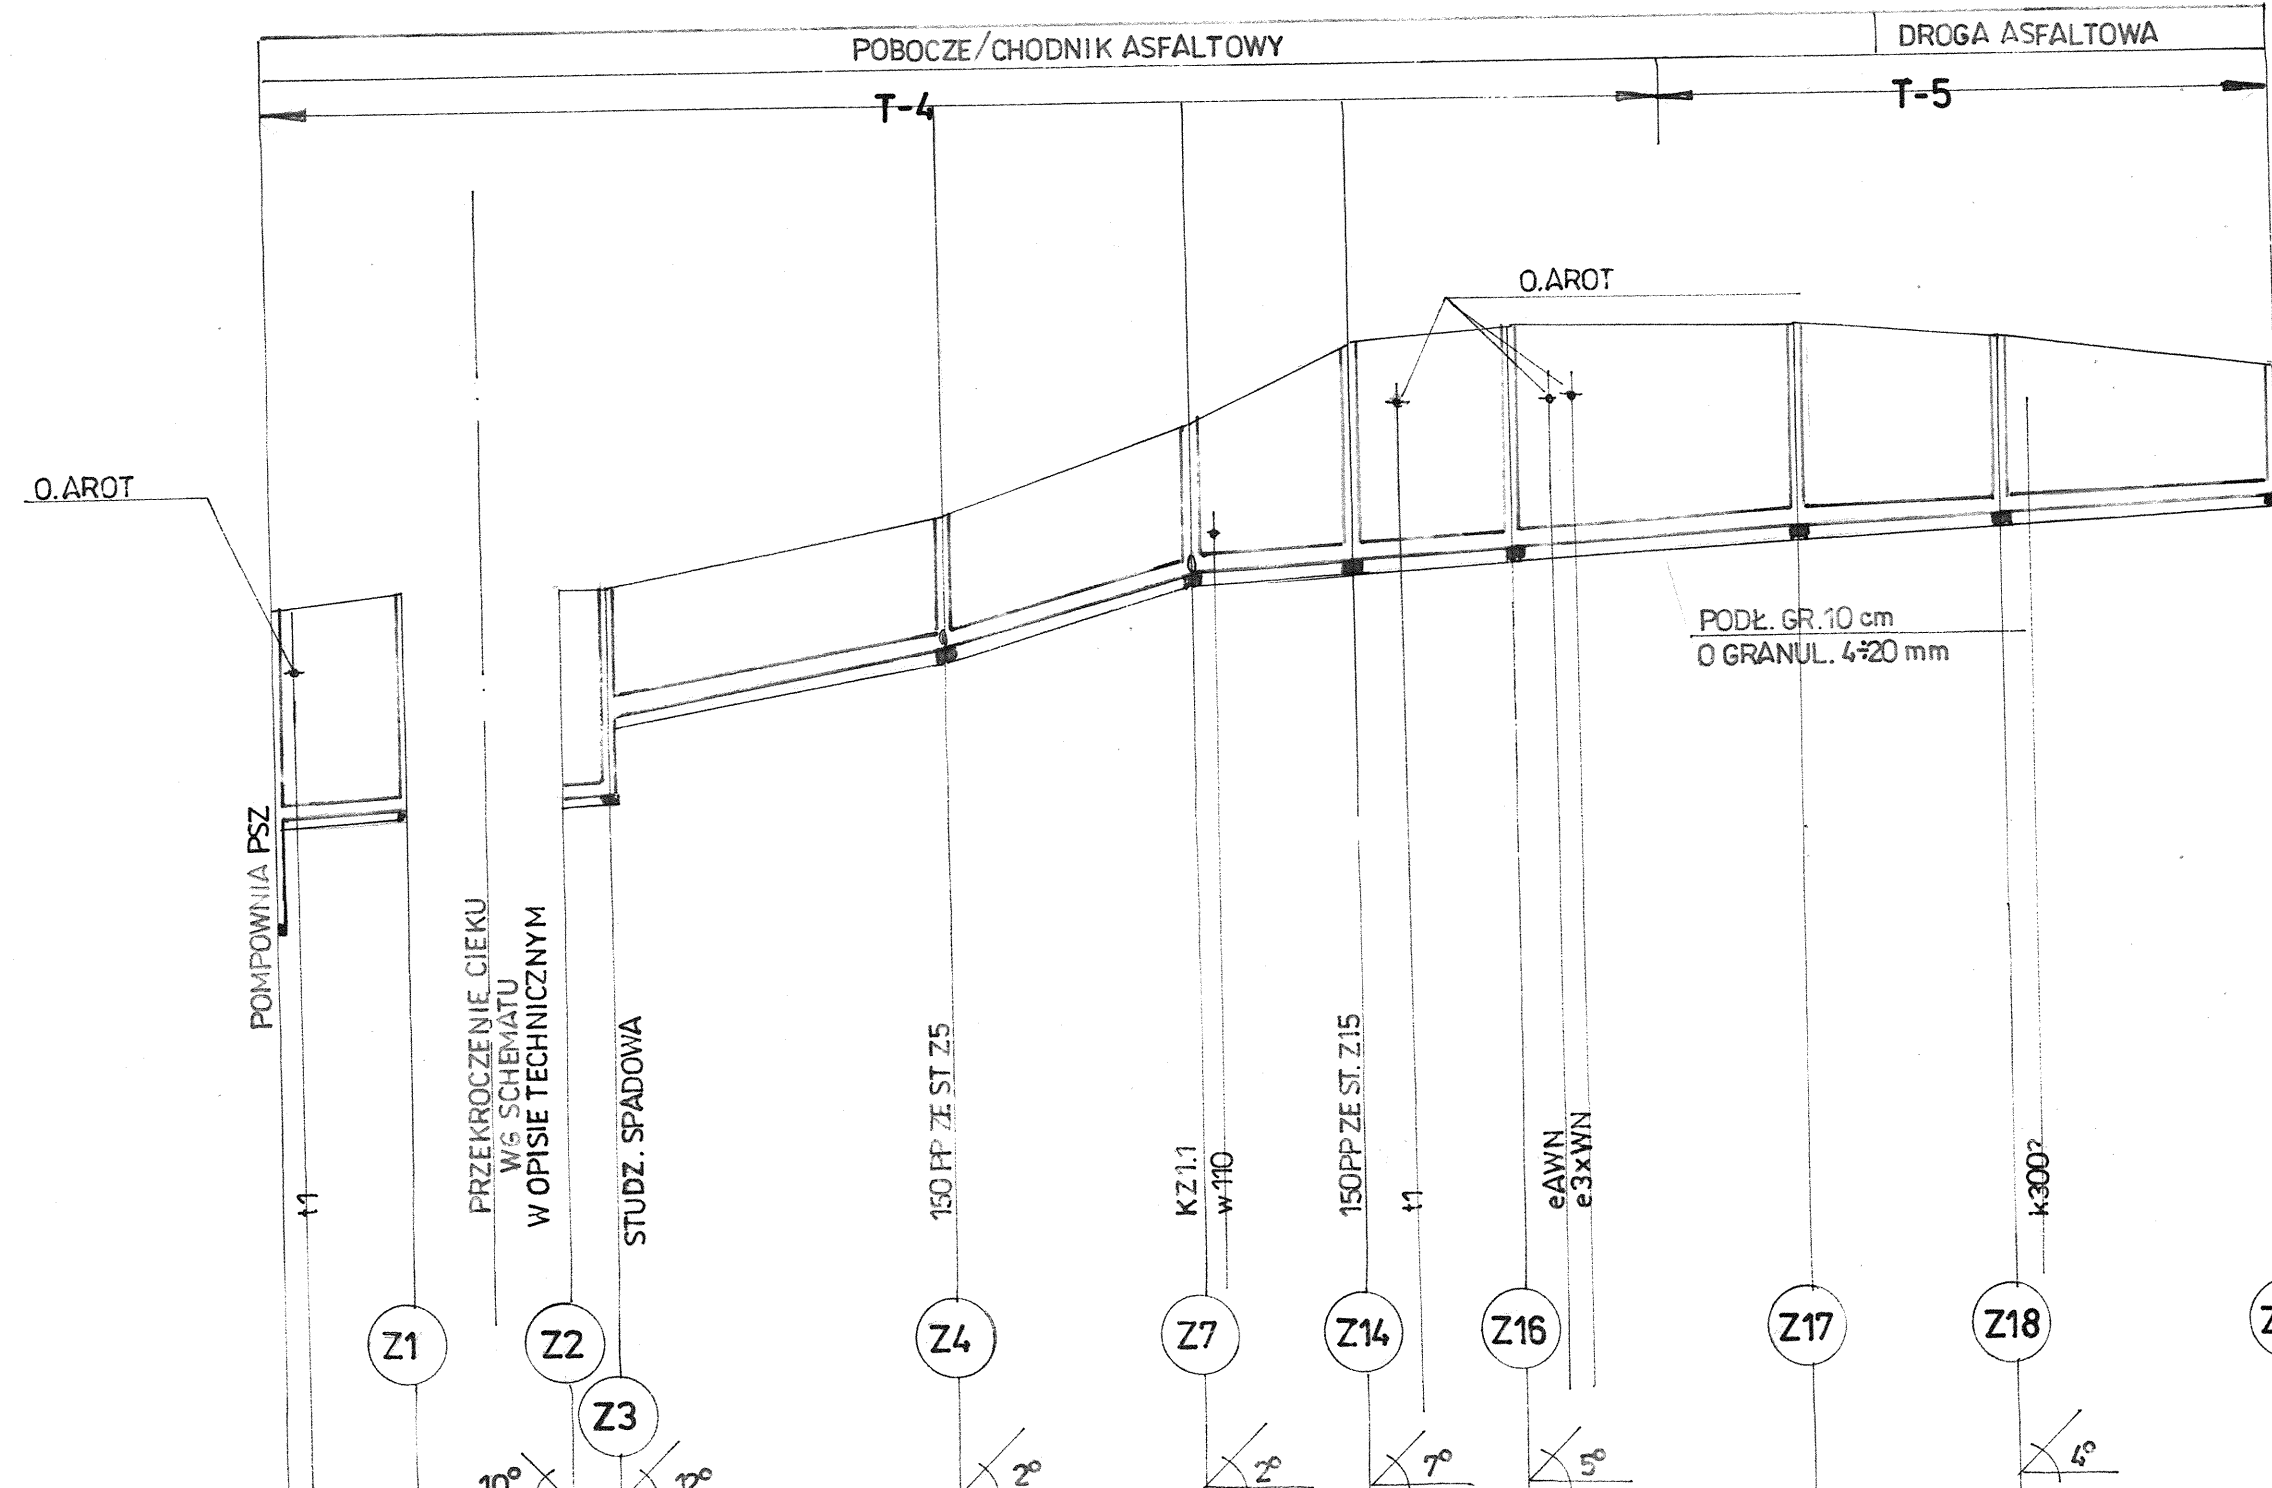 POBOCZE/CHODNIK ASFALTOWY
DROGA ASFALTOWA
T-4
T-5
O.AROT
O.AROT
PODŁ. GR.10 cm
O GRANUL. 4÷20 mm
POMPOWNIA PSZ
t1
PRZEKROCZENIE CIEKU
WG SCHEMATU
W OPISIE TECHNICZNYM
STUDZ. SPADOWA
150 PP ZE ST Z5
KZ1.1
w110
150PP ZE ST. Z15
t1
eAWN
e3xWN
k300?
Z1
Z2
Z3
Z4
Z7
Z14
Z16
Z17
Z18
10°
12°
2°
2°
7°
5°
4°